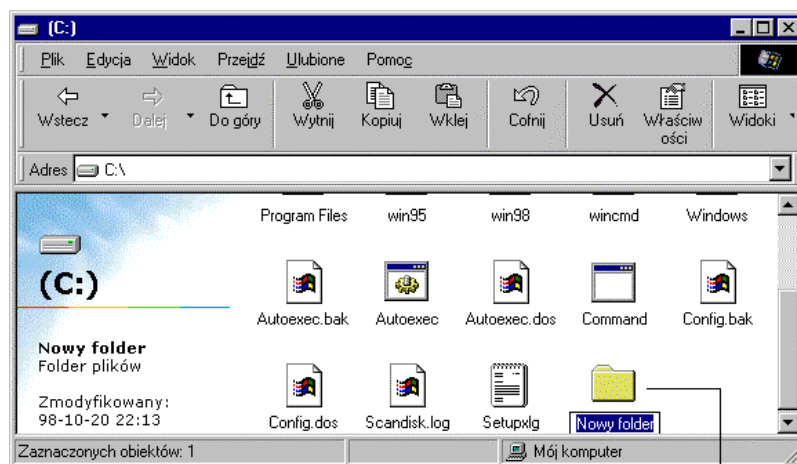 (C:)
Plik Edycja Widok Przejdź Ulubione Pomoc
Wstecz Dalej Do góry Wytnij Kopiuj Wklej Cofnij Usuń Właściw
ości Widoki
Adres C:\
Program Files win95 win98 wincmd Windows
(C:)
Autoexec.bak Autoexec Autoexec.dos Command Config.bak
Nowy folder
Folder plików
Zmodyfikowany:
98-10-20 22:13
Config.dos Scandisk.log Setupxlg Nowy folder
Zaznaczonych obiektów: 1 Mój komputer